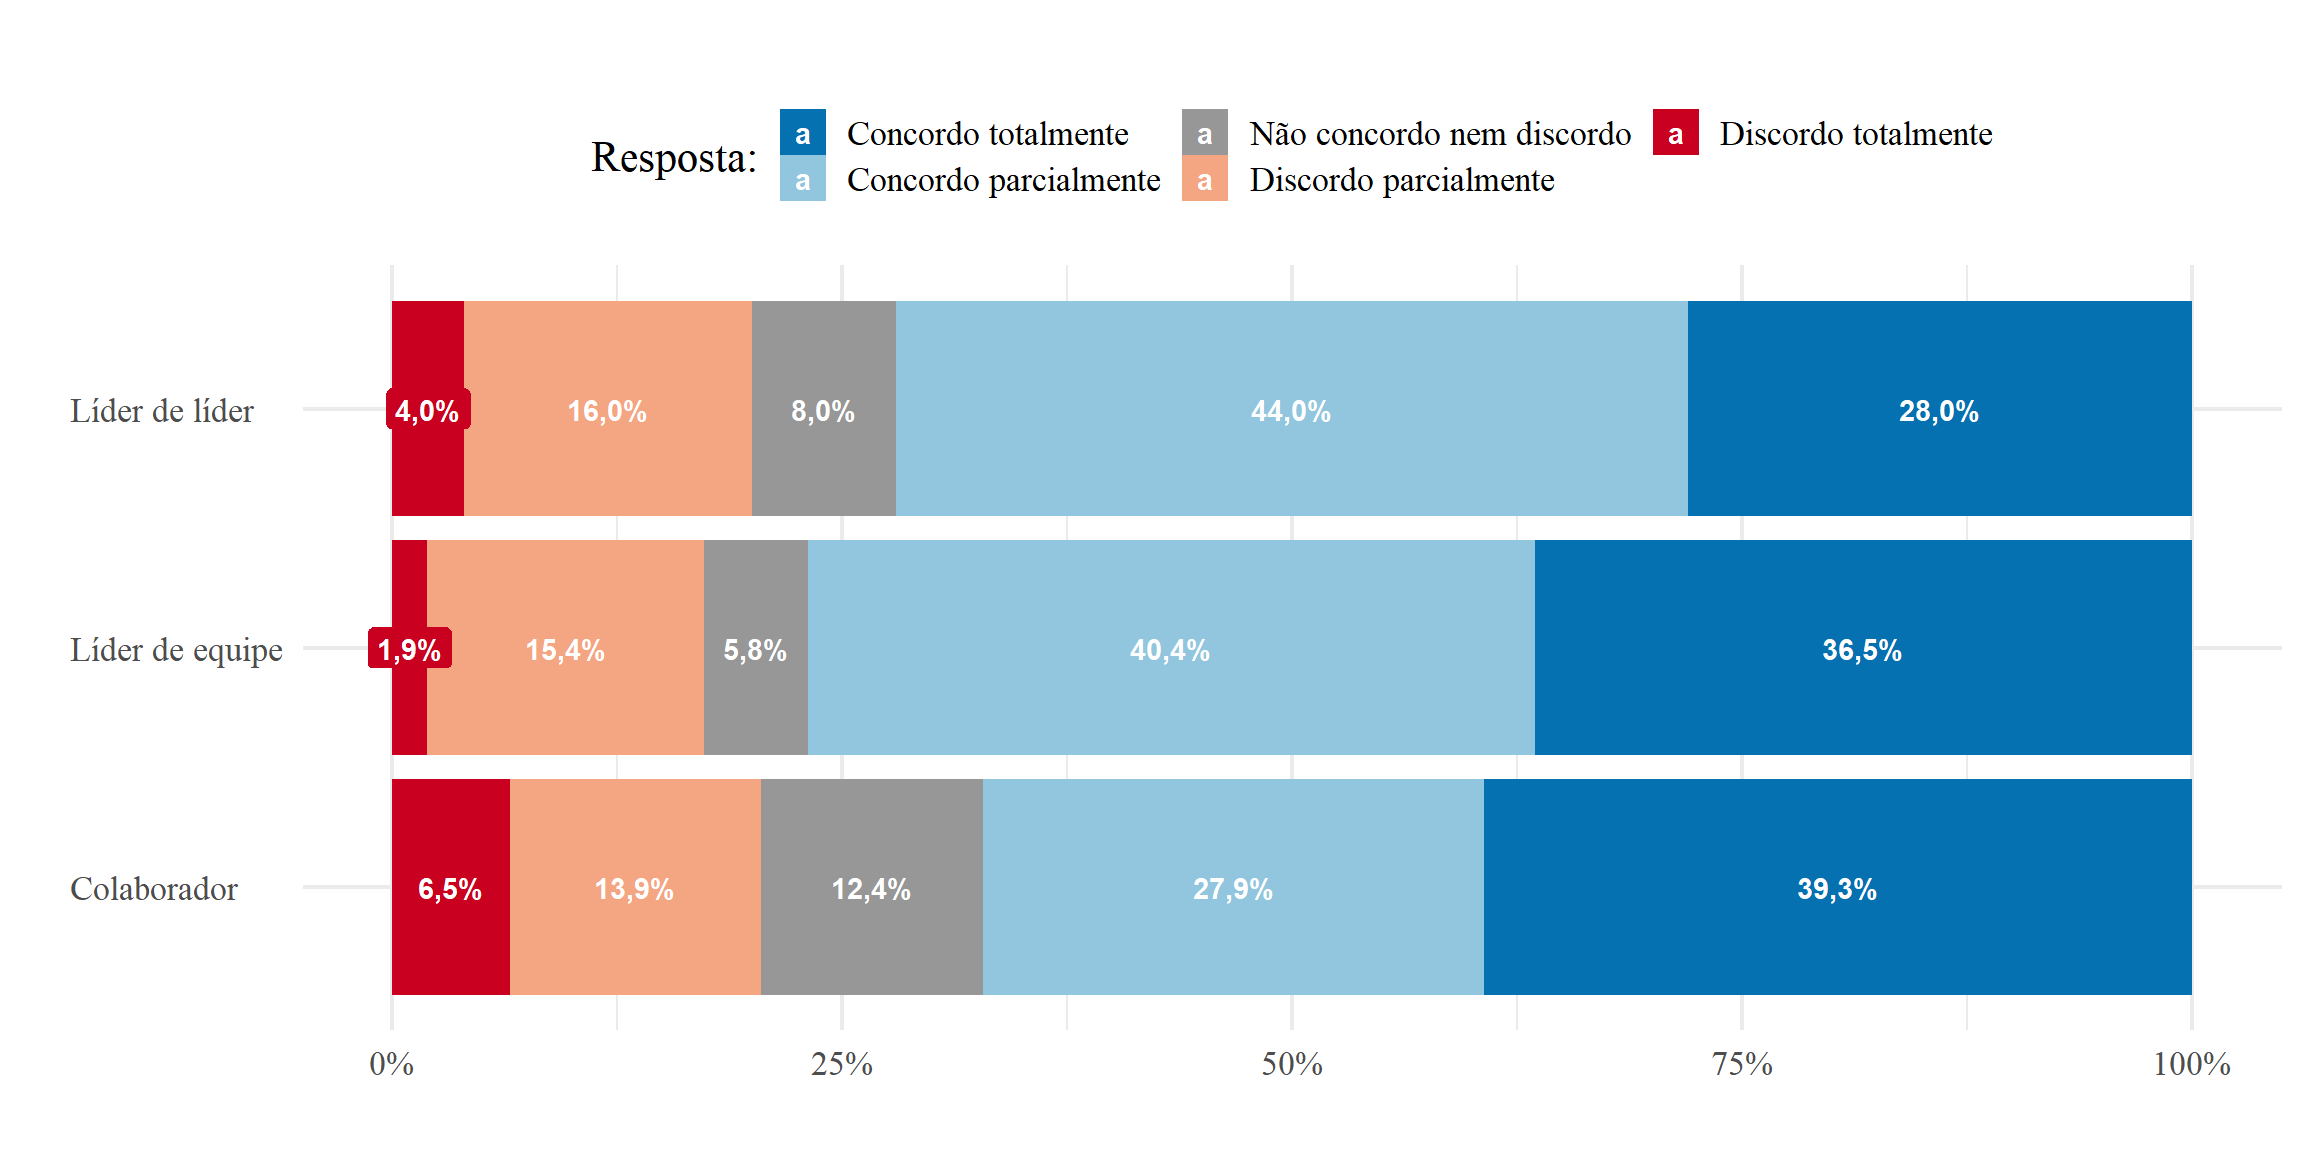 Resposta:
a Concordo totalmente
a Concordo parcialmente
a Não concordo nem discordo
a Discordo parcialmente
a Discordo totalmente
Líder de líder
4,0% 16,0% 8,0% 44,0% 28,0%
Líder de equipe
1,9% 15,4% 5,8% 40,4% 36,5%
Colaborador
6,5% 13,9% 12,4% 27,9% 39,3%
0% 25% 50% 75% 100%